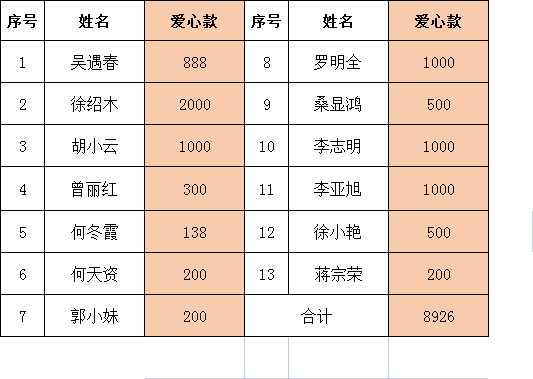 序号 姓名 爱心款 序号 姓名 爱心款
1 吴遇春 888 8 罗明全 1000
2 徐绍木 2000 9 桑显鸿 500
3 胡小云 1000 10 李志明 1000
4 曾丽红 300 11 李亚旭 1000
5 何冬霞 138 12 徐小艳 500
6 何天资 200 13 蒋宗荣 200
7 郭小妹 200 合计 8926